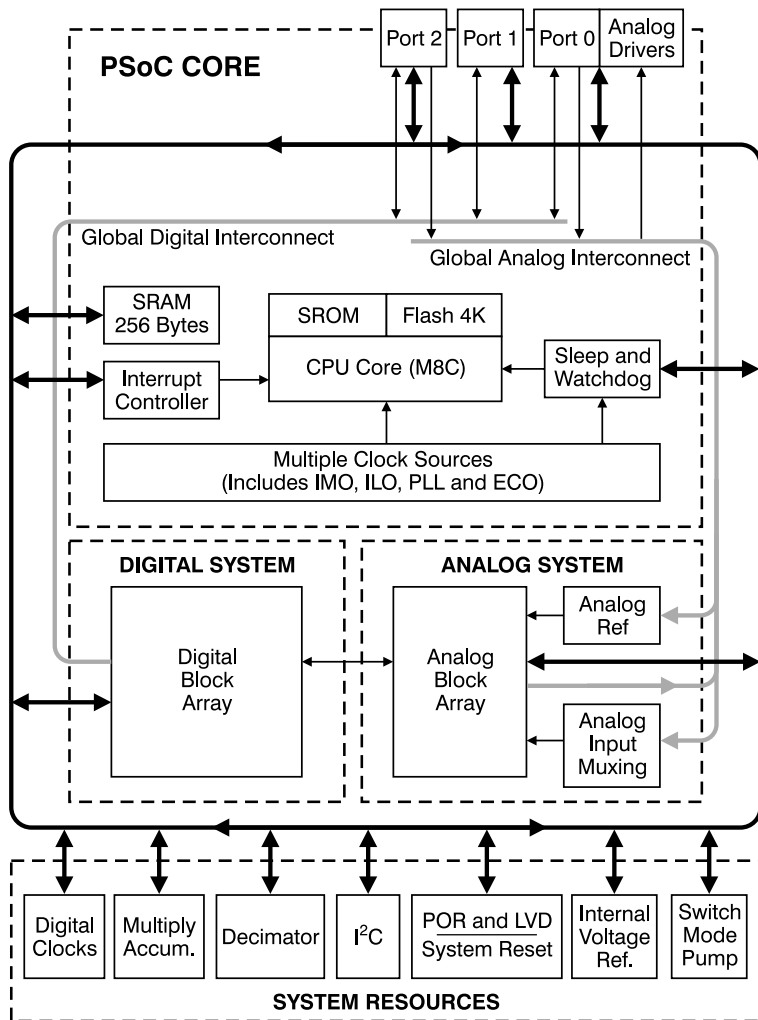 Port 2
Port 1
Port 0
Analog
Drivers
PSoC CORE
Global Digital Interconnect
Global Analog Interconnect
SRAM
256 Bytes
SROM
Flash 4K
CPU Core (M8C)
Interrupt
Controller
Sleep and
Watchdog
Multiple Clock Sources
(Includes IMO, ILO, PLL and ECO)
DIGITAL SYSTEM
Digital
Block
Array
ANALOG SYSTEM
Analog
Block
Array
Analog
Ref
Analog
Input
Muxing
Digital
Clocks
Multiply
Accum.
Decimator
I²C
POR and LVD
System Reset
Internal
Voltage
Ref.
Switch
Mode
Pump
SYSTEM RESOURCES